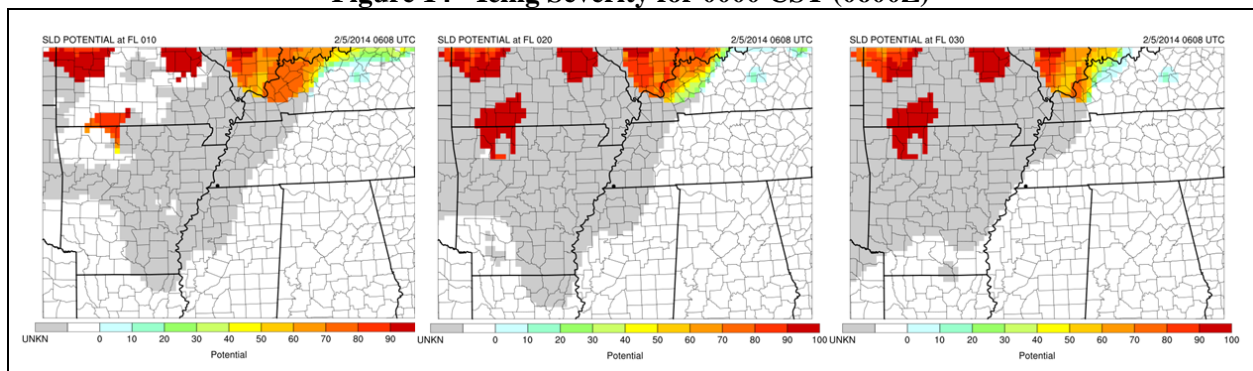 Figure 14 - Icing Severity for 0000 CST (0600Z)
SLD POTENTIAL at FL 010 2/5/2014 0608 UTC
SLD POTENTIAL at FL 020 2/5/2014 0608 UTC
SLD POTENTIAL at FL 030 2/5/2014 0608 UTC
UNKN 0 10 20 30 40 50 60 70 80 90 100
Potential
UNKN 0 10 20 30 40 50 60 70 80 90 100
Potential
UNKN 0 10 20 30 40 50 60 70 80 90 100
Potential